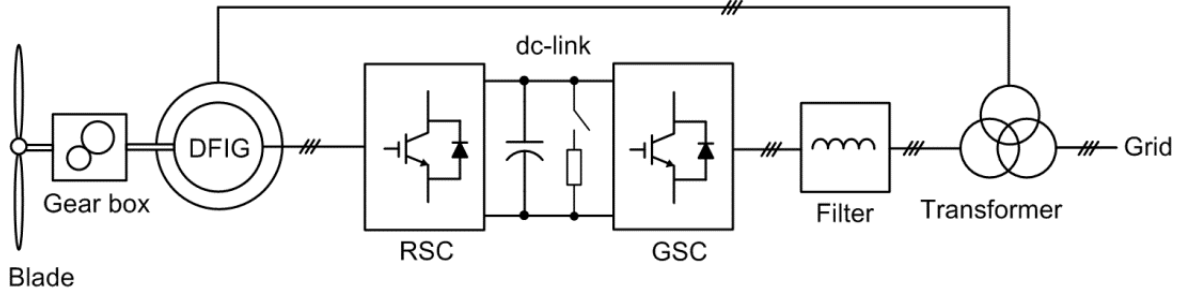 dc-link
DFIG
Grid
Gear box
Filter
Transformer
RSC
GSC
Blade